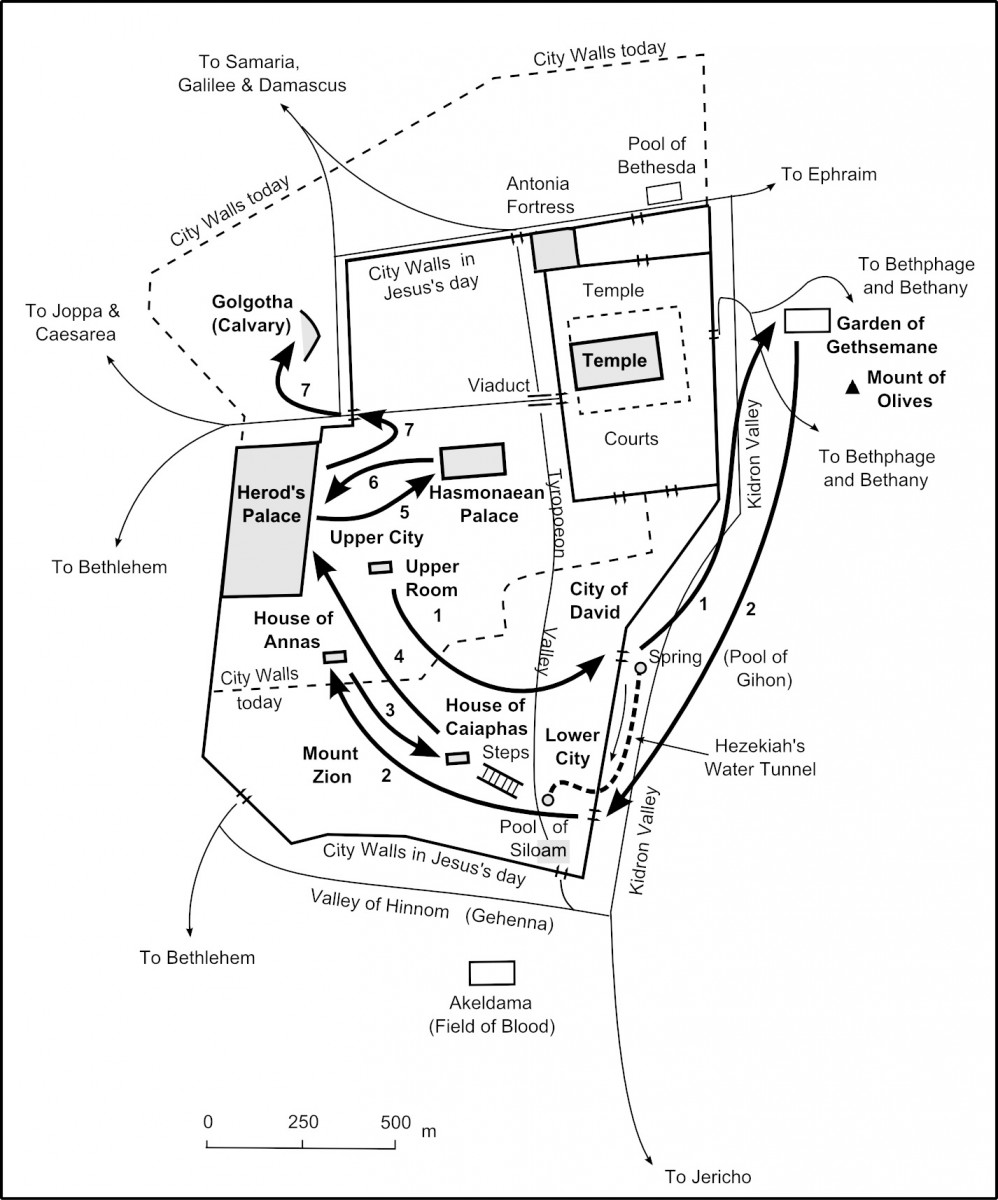 City Walls today
To Samaria,
Galilee & Damascus
Pool of
Bethesda
To Ephraim
Antonia
Fortress
City Walls today
City Walls in
Jesus's day
To Bethphage
and Bethany
Temple
Golgotha
(Calvary)
To Joppa &
Caesarea
Garden of
Gethsemane
Temple
Mount of
Olives
Viaduct
7
7
Courts
Kidron Valley
To Bethphage
and Bethany
6
Herod's
Palace
Hasmonaean
Palace
5
Tyropoeon
Valley
Upper City
To Bethlehem
Upper
Room
City of
David
1
1
2
House of
Annas
4
Spring
(Pool of
Gihon)
City Walls
today
3
House of
Caiaphas
Steps
Lower
City
Hezekiah's
Water Tunnel
Mount
Zion
2
Pool of
Siloam
Kidron Valley
City Walls in Jesus's day
Valley of Hinnom (Gehenna)
To Bethlehem
Akeldama
(Field of Blood)
0 250 500 m
To Jericho